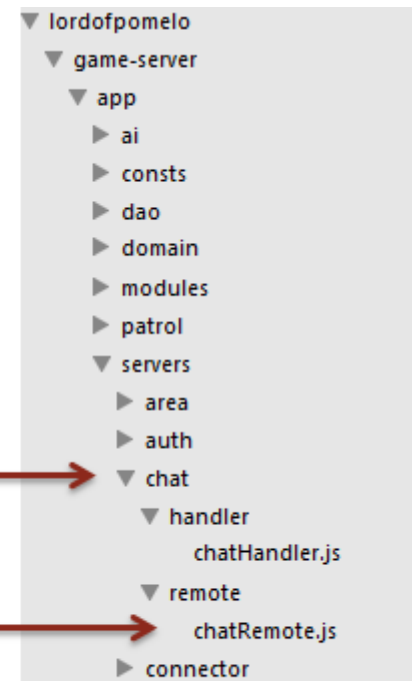 lordofpomelo
game-server
app
ai
consts
dao
domain
modules
patrol
servers
area
auth
chat
handler
chatHandler.js
remote
chatRemote.js
connector